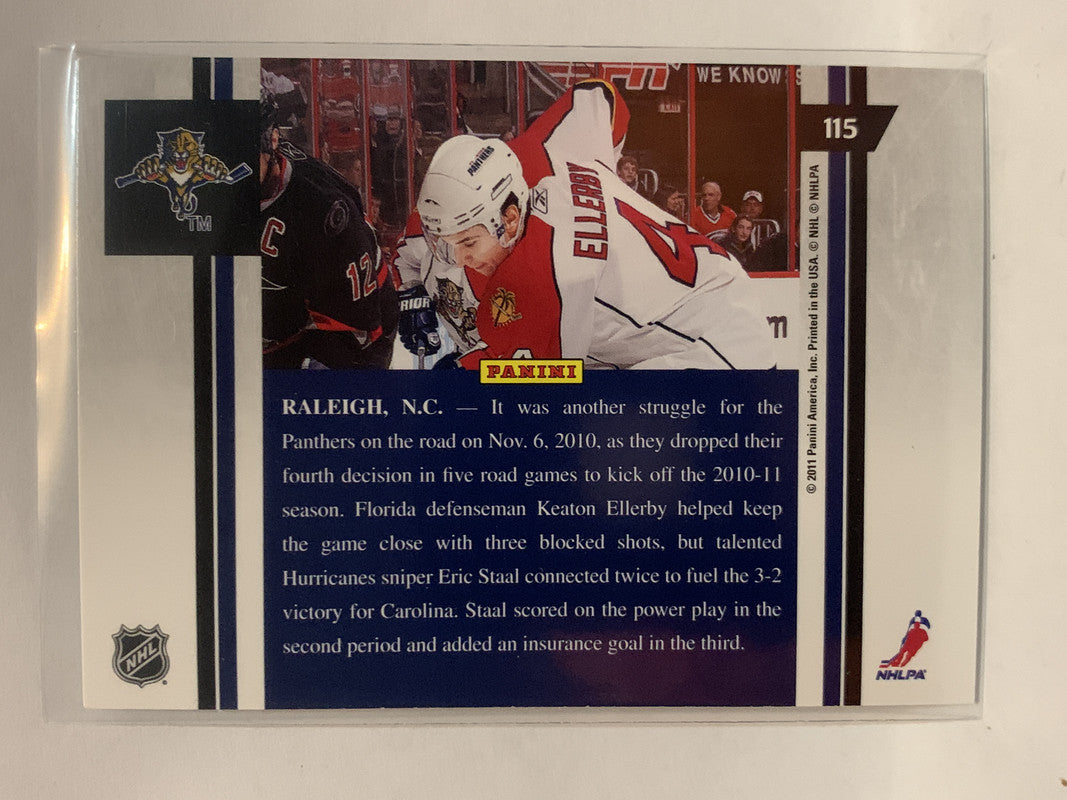 WE KNOW S
115
TM
PANTHERS
ELLERBY
4
C
12
PRIOR
m
PANINI
RALEIGH, N.C. — It was another struggle for the
Panthers on the road on Nov. 6, 2010, as they dropped their
fourth decision in five road games to kick off the 2010-11
season. Florida defenseman Keaton Ellerby helped keep
the game close with three blocked shots, but talented
Hurricanes sniper Eric Staal connected twice to fuel the 3-2
victory for Carolina. Staal scored on the power play in the
second period and added an insurance goal in the third.
© 2011 Panini America, Inc. Printed in the USA. © NHL © NHLPA
NHL
NHLPA